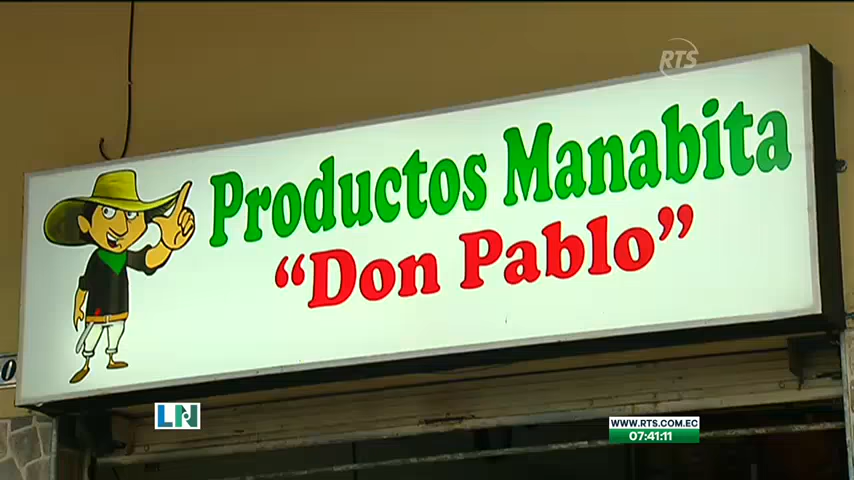 RTS
Productos Manabita
"Don Pablo"
LN
WWW.RTS.COM.EC
07:41:11